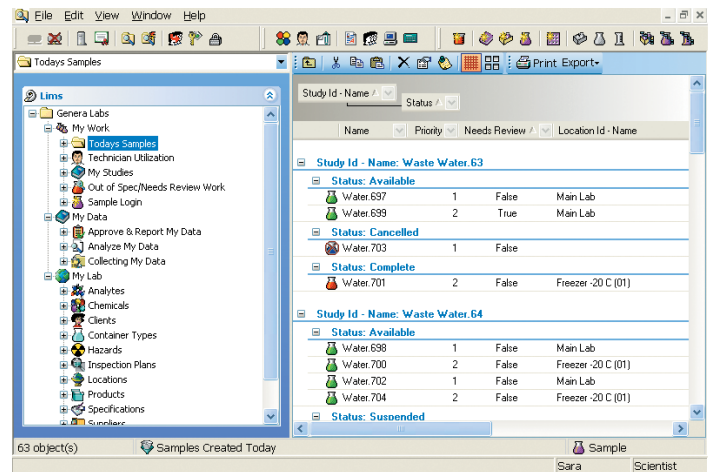 File Edit View Window Help
Todays Samples
Print Export
Lims
Genera Labs
My Work
Todays Samples
Technician Utilization
My Studies
Out of Spec/Needs Review Work
Sample Login
My Data
Approve & Report My Data
Analyze My Data
Collecting My Data
My Lab
Analytes
Chemicals
Clients
Container Types
Hazards
Inspection Plans
Locations
Products
Specifications
Suppliers
Study Id - Name
Status
Name Priority Needs Review Location Id - Name
Study Id - Name: Waste Water.63
Status: Available
Water.697 1 False Main Lab
Water.699 2 True Main Lab
Status: Cancelled
Water.703 1 False
Status: Complete
Water.701 2 False Freezer -20 C (01)
Study Id - Name: Waste Water.64
Status: Available
Water.698 1 False Main Lab
Water.700 2 False Freezer -20 C (01)
Water.702 1 False Main Lab
Water.704 2 False Freezer -20 C (01)
Status: Suspended
63 object(s) Samples Created Today Sample
Sara Scientist